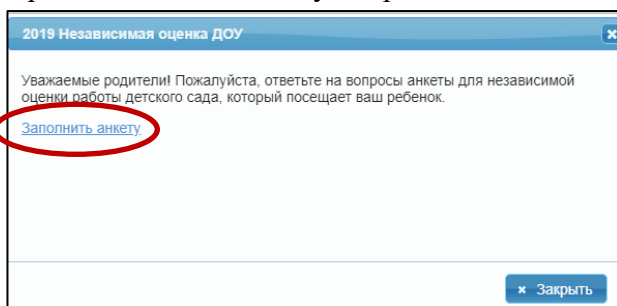 2019 Независимая оценка ДОУ
Уважаемые родители! Пожалуйста, ответьте на вопросы анкеты для независимой
оценки работы детского сада, который посещает ваш ребенок.
Заполнить анкету
× Закрыть